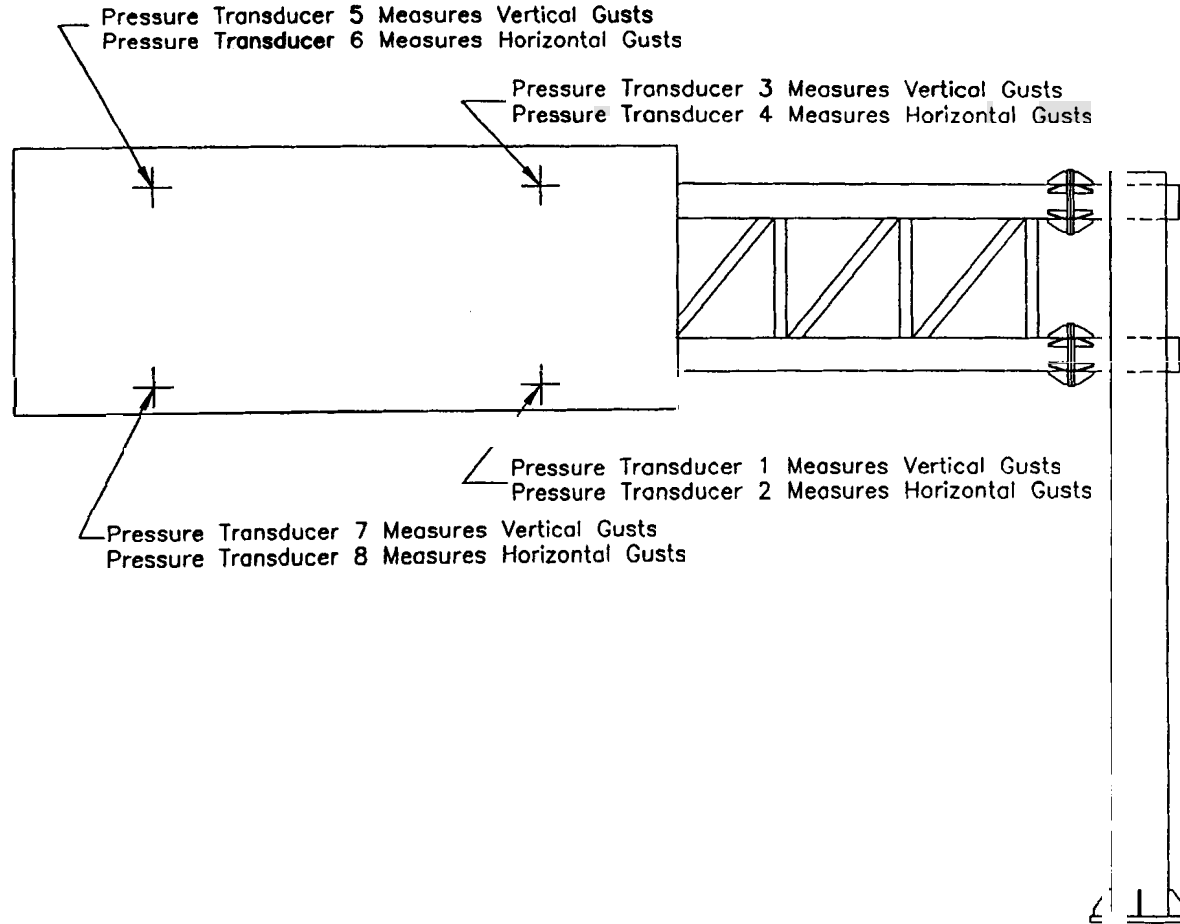 Pressure Transducer 5 Measures Vertical Gusts
Pressure Transducer 6 Measures Horizontal Gusts
Pressure Transducer 3 Measures Vertical Gusts
Pressure Transducer 4 Measures Horizontal Gusts
Pressure Transducer 1 Measures Vertical Gusts
Pressure Transducer 2 Measures Horizontal Gusts
Pressure Transducer 7 Measures Vertical Gusts
Pressure Transducer 8 Measures Horizontal Gusts